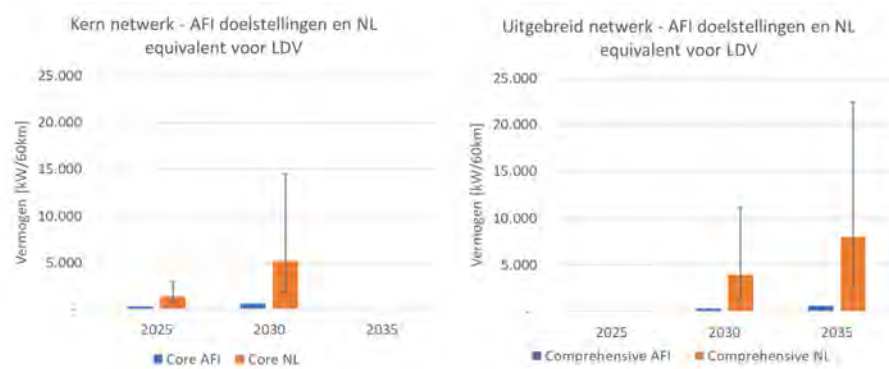 Kern netwerk - AFI doelstellingen en NL
equivalent voor LDV
25.000
20.000
15.000
10.000
5.000
-
Vermogen [kW/60km]
2025 2030 2035
Core AFI Core NL
Uitgebreid netwerk - AFI doelstellingen en NL
equivalent voor LDV
25.000
20.000
15.000
10.000
5.000
-
Vermogen [kW/60km]
2025 2030 2035
Comprehensive AFI Comprehensive NL